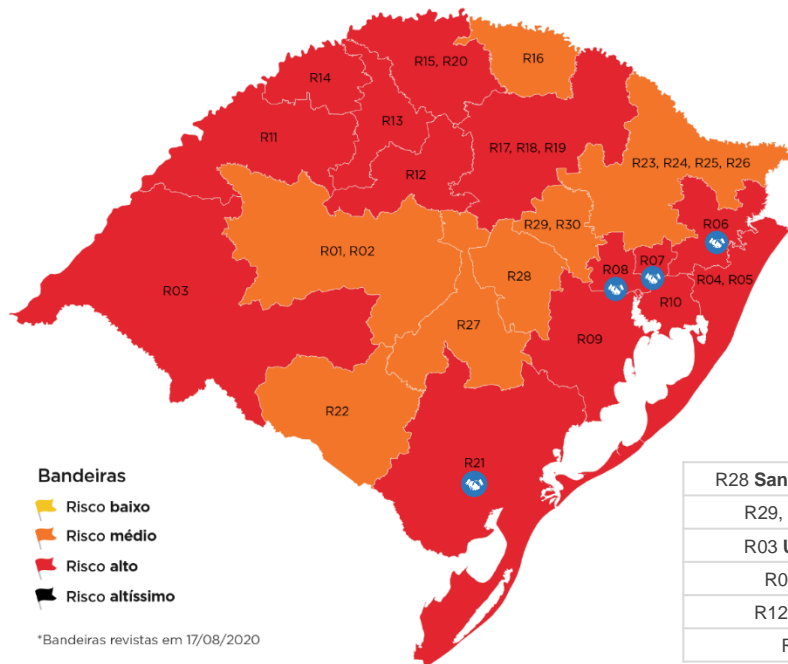 R15, R20
R16
R14
R13
R11
R17, R18, R19
R12
R23, R24, R25, R26
R29, R30
R06
R01, R02
R08
R07
R28
R04, R05
R03
R10
R09
R27
R22
R21
Bandeiras
Risco baixo
Risco médio
Risco alto
Risco altíssimo
*Bandeiras revistas em 17/08/2020
R28 San
R29,
R03
R0
R12
R